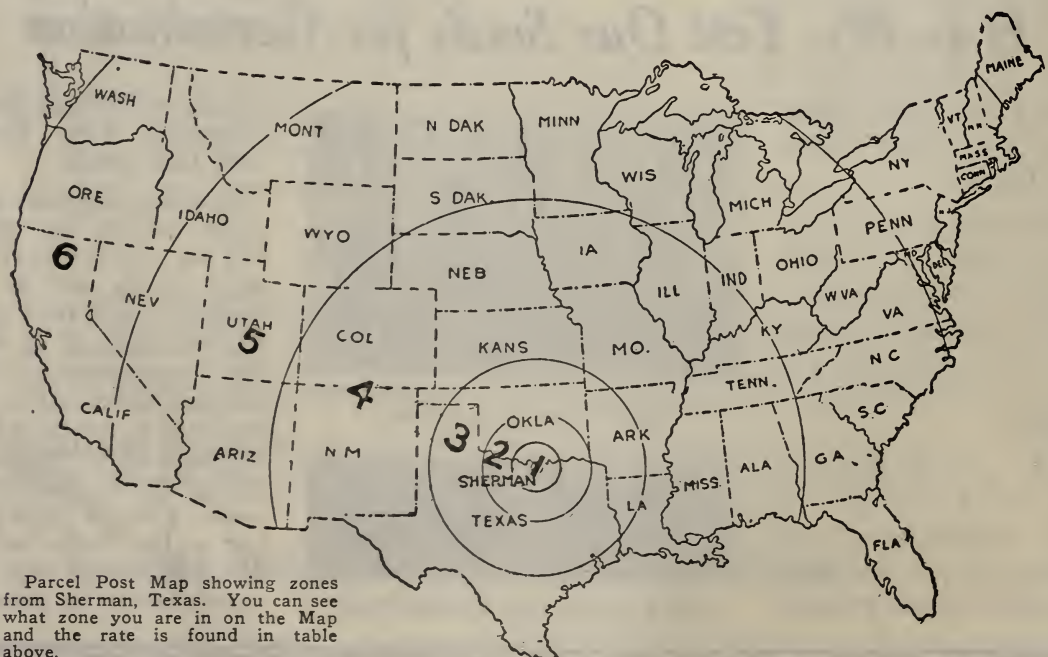 MAINE
WASH
MONT
N DAK
MINN
VT
N H
MASS
CONN
NY
ORE
IDAHO
S DAK.
WIS
MICH
PENN
WYO
6
IA
OHIO
MD
DEL
NEB
IND
NEV
ILL
W VA
UTAH
5
COL
VA
KANS
MO.
KY
N C
TENN.
4
CALIF
S.C
OKLA
ARK
3
2
1
ARIZ
N M
GA.
ALA
SHERMAN
MISS.
LA
TEXAS
FLA
Parcel Post Map showing zones
from Sherman, Texas. You can see
what zone you are in on the Map
and the rate is found in table
above.